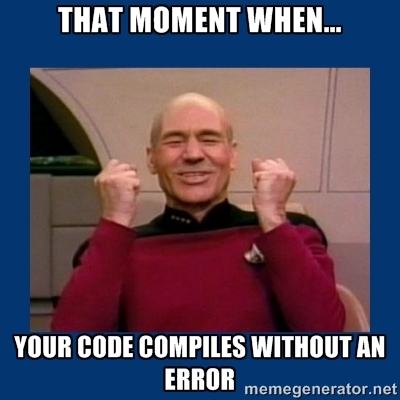 THAT MOMENT WHEN...
YOUR CODE COMPILES WITHOUT AN
ERROR
memegenerator.net